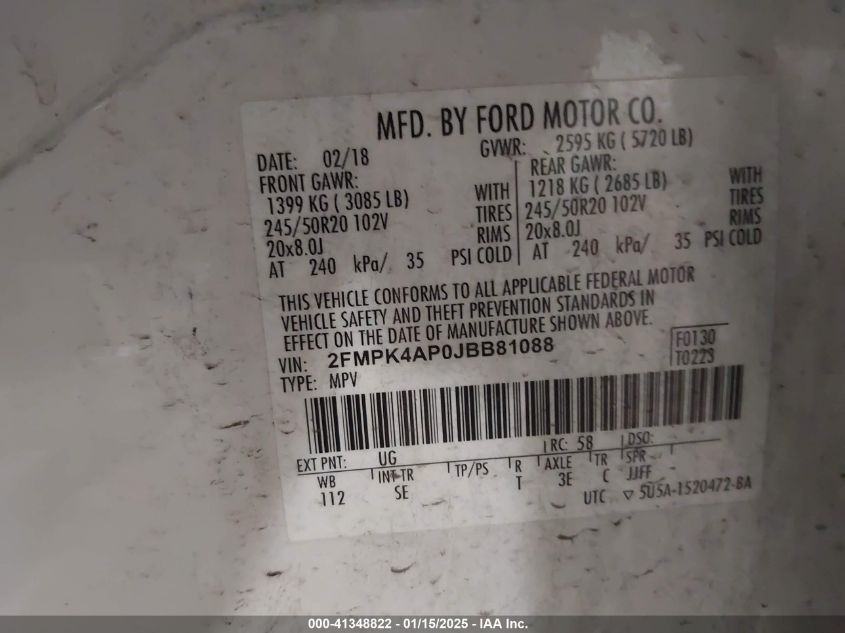 MFD. BY FORD MOTOR CO.
DATE: 02/18 GVWR: 2595 KG ( 5720 LB)
FRONT GAWR: REAR GAWR:
1399 KG ( 3085 LB) WITH 1218 KG ( 2685 LB) WITH
245/50R20 102V TIRES 245/50R20 102V TIRES
20x8.0J RIMS 20x8.0J RIMS
AT 240 kPa/ 35 PSI COLD AT 240 kPa/ 35 PSI COLD
THIS VEHICLE CONFORMS TO ALL APPLICABLE FEDERAL MOTOR
VEHICLE SAFETY AND THEFT PREVENTION STANDARDS IN
EFFECT ON THE DATE OF MANUFACTURE SHOWN ABOVE.
VIN: 2FMPK4AP0JBB81088 F0130
TYPE: MPV T0223
EXT PNT: UG RC: 58 DSO:
WB INT TR TP/PS R AXLE TR SPR
112 SE T 3E C JJFF
UTC ▽ 5U5A-1520472-BA
000-41348822 - 01/15/2025 - IAA Inc.